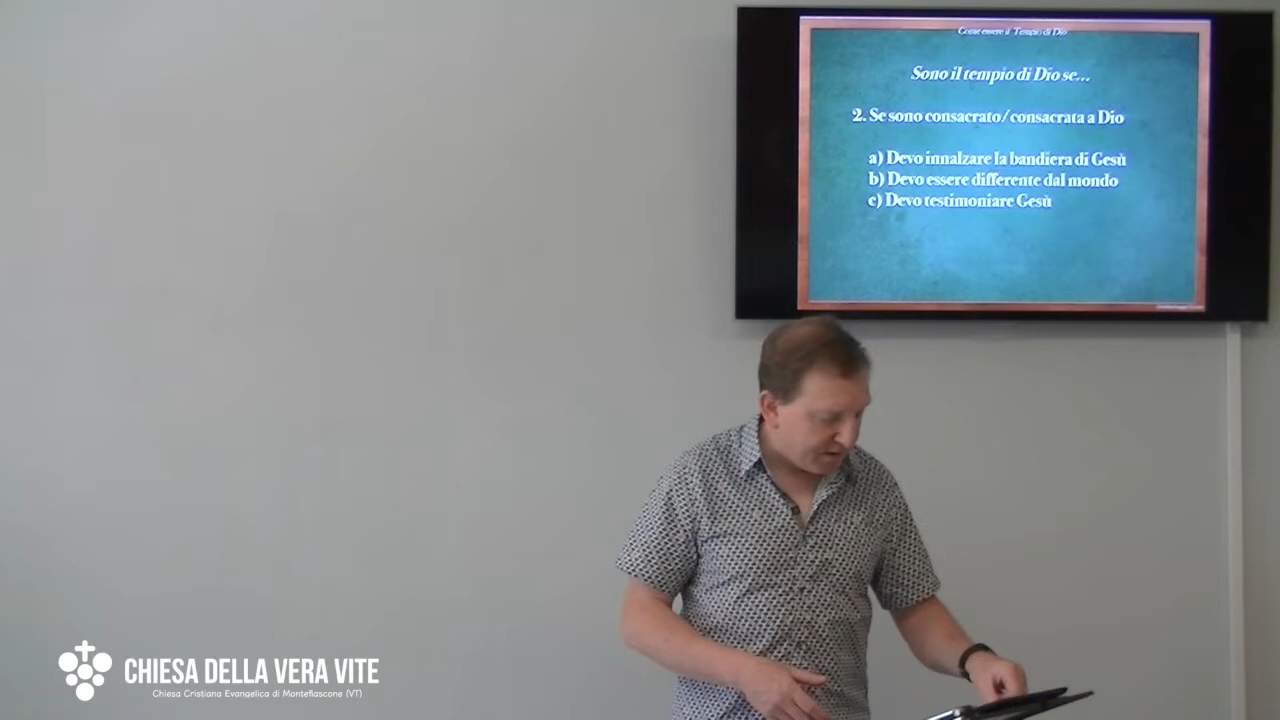 Come essere il Tempio di Dio
Sono il tempio di Dio se...
2. Se sono consacrato/consacrata a Dio
a) Devo innalzare la bandiera di Gesù
b) Devo essere differente dal mondo
c) Devo testimoniare Gesù
CHIESA DELLA VERA VITE
Chiesa Cristiana Evangelica di Montefiascone (VT)